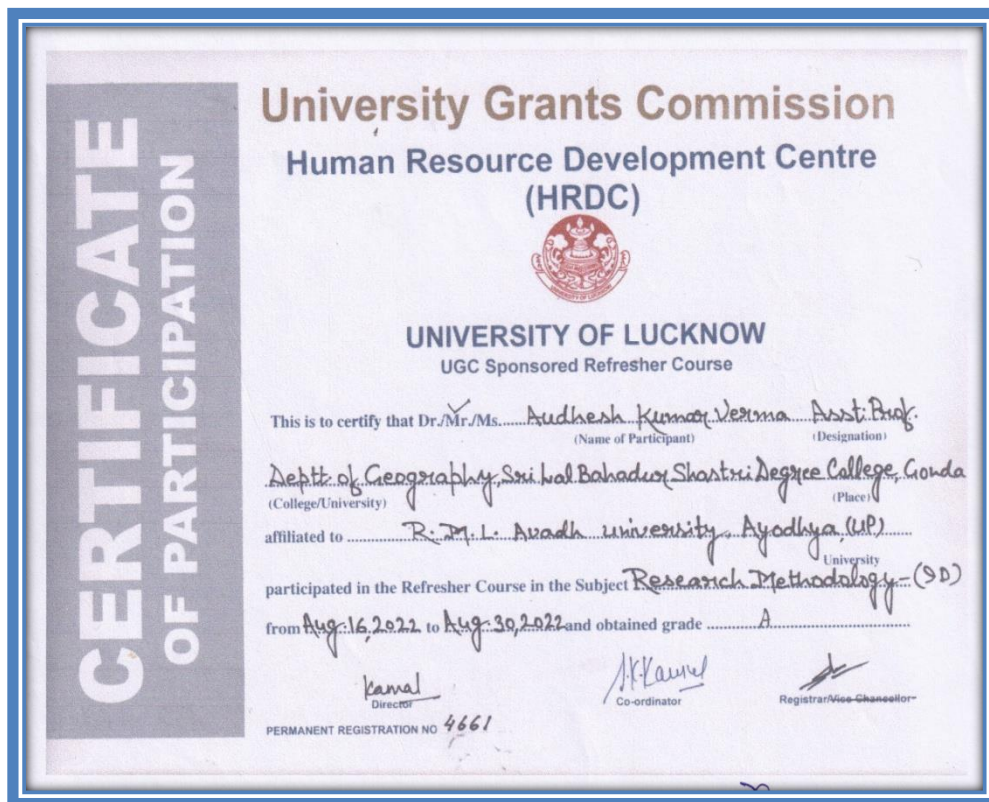 CERTIFICATE
OF PARTICIPATION
University Grants Commission
Human Resource Development Centre
(HRDC)
UNIVERSITY OF LUCKNOW
UNIVERSITY OF LUCKNOW
UGC Sponsored Refresher Course
This is to certify that Dr./Mr./Ms. Audhesh Kumar Verma Asst. Prof.
(Name of Participant) (Designation)
Deptt. of Geography, Sri Lal Bahadur Shastri Degree College, Gonda
(College/University) (Place)
affiliated to R. M. L. Avadh university, Ayodhya, (UP)
University
participated in the Refresher Course in the Subject Research Methodology-(ID)
from Aug. 16, 2022 to Aug. 30, 2022 and obtained grade A
Kamal
Director Co-ordinator Registrar/Vice Chancellor
PERMANENT REGISTRATION NO 4661